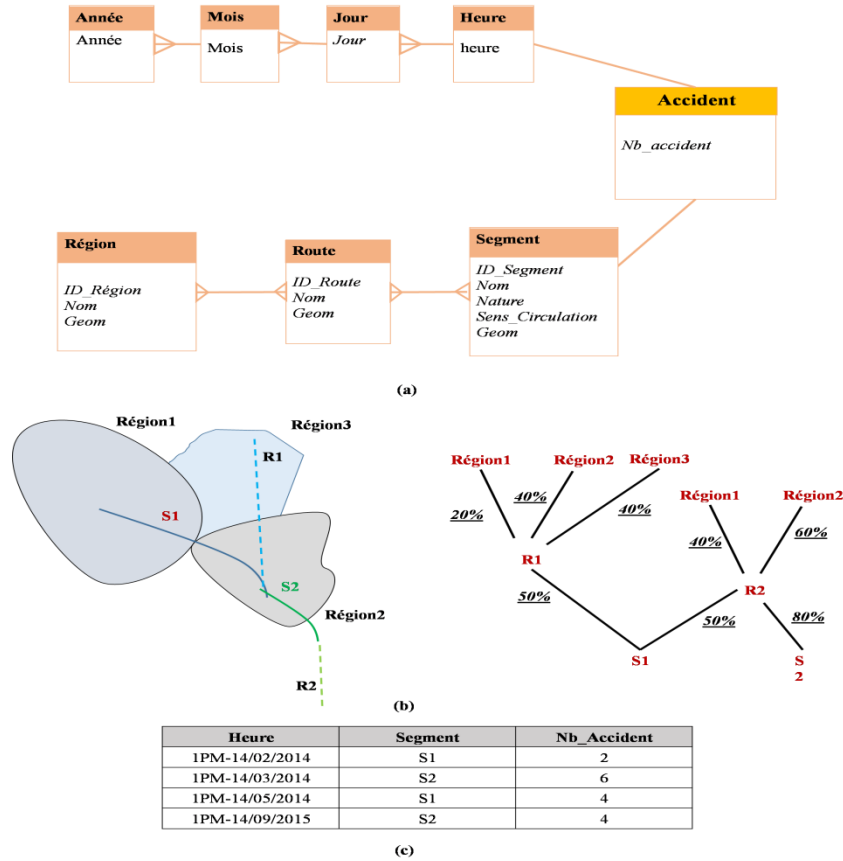 Année
Année
Mois
Mois
Jour
Jour
Heure
heure
Accident
Nb_accident
Région
ID_Région
Nom
Geom
Route
ID_Route
Nom
Geom
Segment
ID_Segment
Nom
Nature
Sens_Circulation
Geom
(a)
Région1
Région3
R1
S1
S2
Région2
R2
Région1
Région2
Région3
Région1
Région2
20%
40%
40%
40%
60%
R1
R2
50%
50%
80%
S1
S
2
(b)
Heure Segment Nb_Accident
1PM-14/02/2014 S1 2
1PM-14/03/2014 S2 6
1PM-14/05/2014 S1 4
1PM-14/09/2015 S2 4
(c)